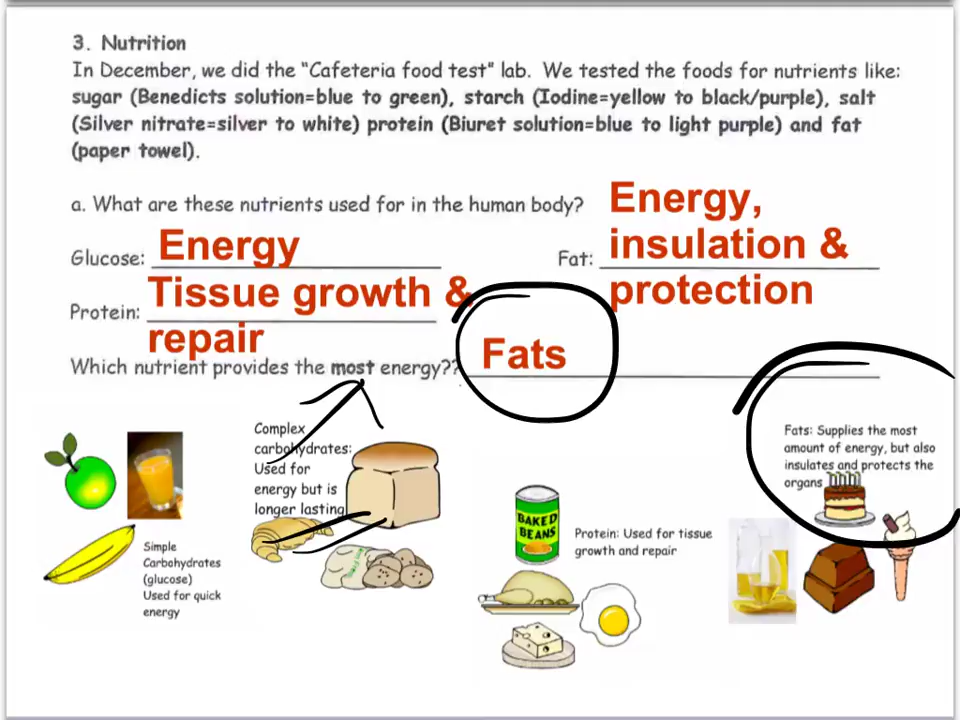 3. Nutrition
In December, we did the "Cafeteria food test" lab. We tested the foods for nutrients like:
sugar (Benedicts solution=blue to green), starch (Iodine=yellow to black/purple), salt
(Silver nitrate=silver to white) protein (Biuret solution=blue to light purple) and fat
(paper towel).
a. What are these nutrients used for in the human body?
Glucose: Energy
Fat: Energy,
insulation &
protection
Protein: Tissue growth &
repair
Which nutrient provides the most energy?? Fats
Complex
carbohydrates:
Used for
energy but is
longer lasting
Fats: Supplies the most
amount of energy, but also
insulates and protects the
organs
BAKED
BEANS
Protein: Used for tissue
growth and repair
Simple
Carbohydrates
(glucose)
Used for quick
energy